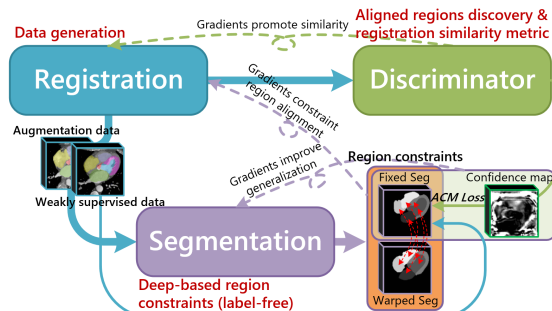 Data generation
Gradients promote similarity
Aligned regions discovery &
registration similarity metric
Registration
Discriminator
Gradients constraint
region alignment
Augmentation data
Weakly supervised data
Gradients improve
generalization
Region constraints
Fixed Seg
Confidence map
ACM Loss
Segmentation
Warped Seg
Deep-based region
constraints (label-free)